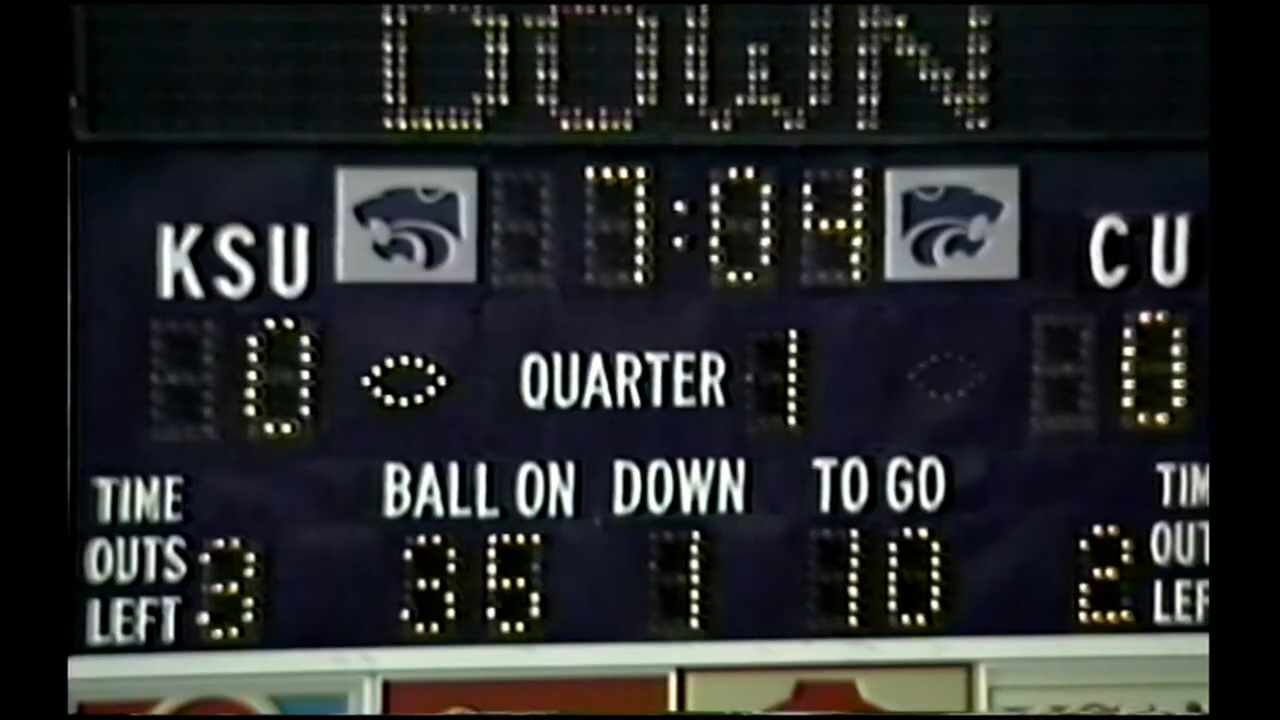 DOWN
7:04
KSU CU
0 QUARTER 1 0
BALL ON DOWN TO GO
TIME OUTS LEFT 3 35 1 10 2